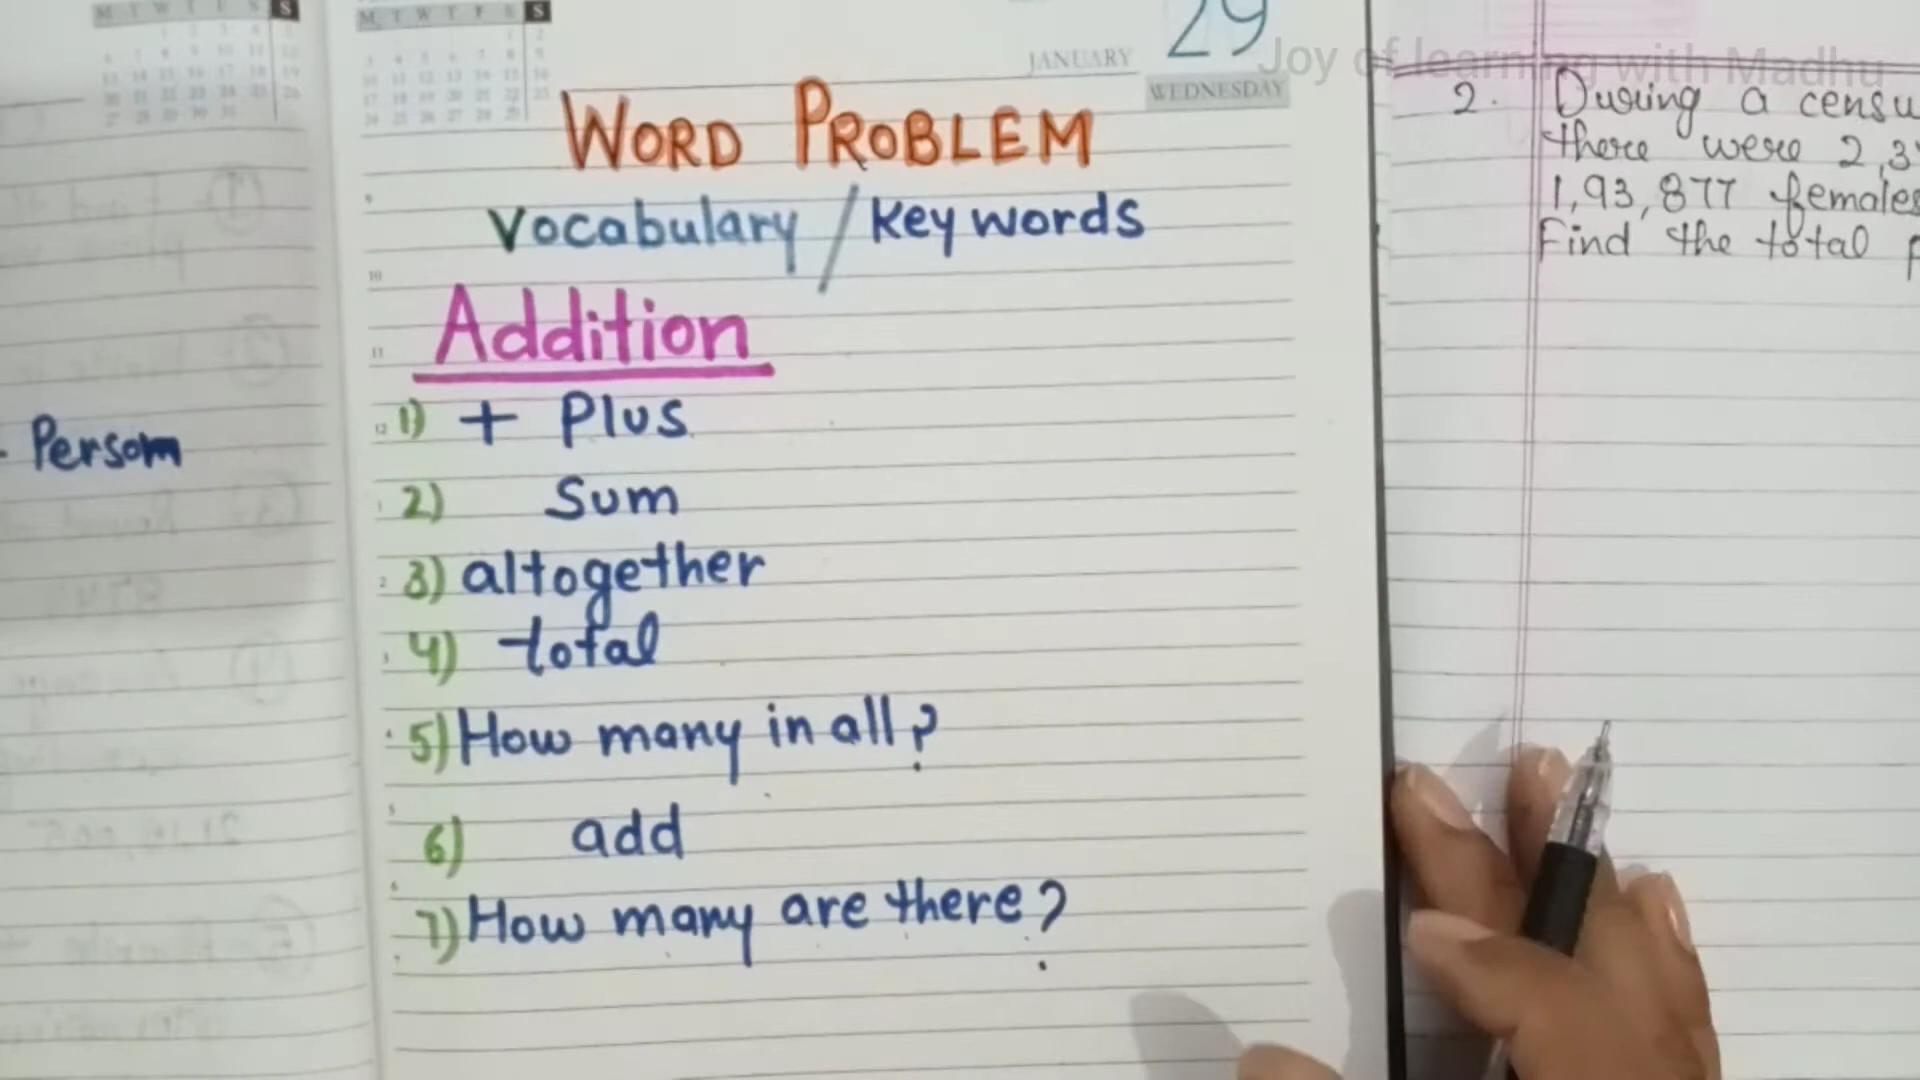 JANUARY 29
WEDNESDAY
Joy of learning with Madhu
WORD PROBLEM
Vocabulary / Key words
Addition
1) + Plus
2) Sum
3) altogether
4) total
5) How many in all?
6) add
7) How many are there?
Person
2. During a censu
there were 2,3
1,93,877 females
Find the total p